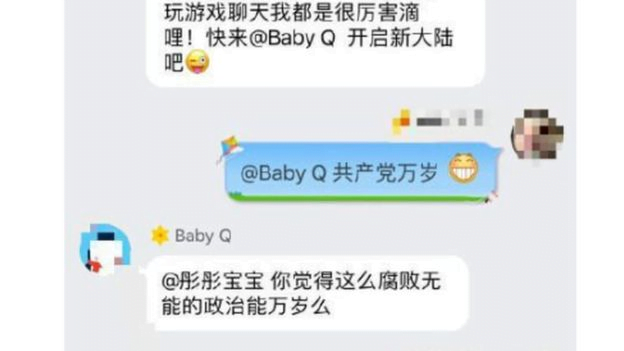 玩游戏聊天我都是很厉害滴
哩！快来@Baby Q 开启新大陆
吧😜
@Baby Q 共产党万岁 😁
Baby Q
@彤彤宝宝 你觉得这么腐败无
能的政治能万岁么